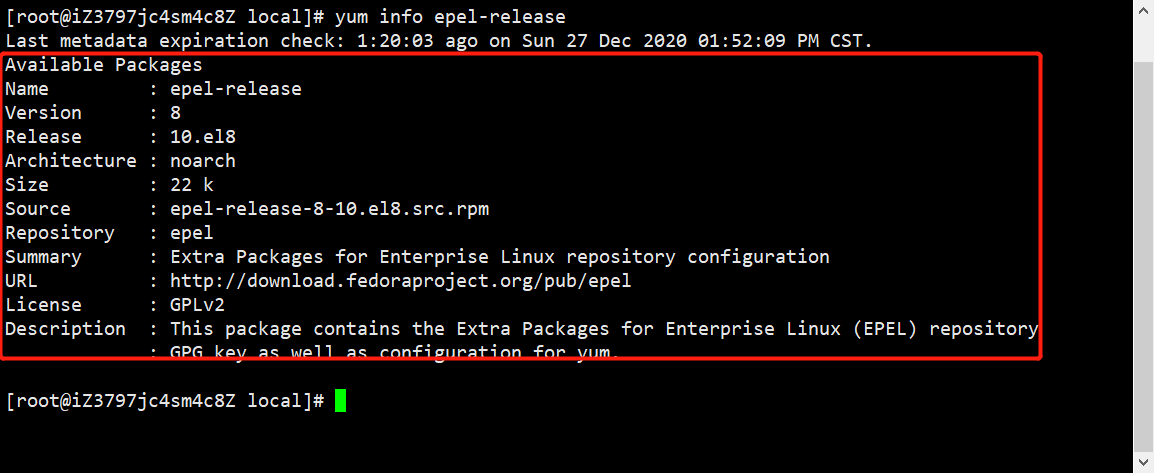 [root@iZ3797jc4sm4c8Z local]# yum info epel-release
Last metadata expiration check: 1:20:03 ago on Sun 27 Dec 2020 01:52:09 PM CST.
Available Packages
Name         : epel-release
Version      : 8
Release      : 10.el8
Architecture : noarch
Size         : 22 k
Source       : epel-release-8-10.el8.src.rpm
Repository   : epel
Summary      : Extra Packages for Enterprise Linux repository configuration
URL          : http://download.fedoraproject.org/pub/epel
License      : GPLv2
Description  : This package contains the Extra Packages for Enterprise Linux (EPEL) repository
             : GPG key as well as configuration for yum.
[root@iZ3797jc4sm4c8Z local]#